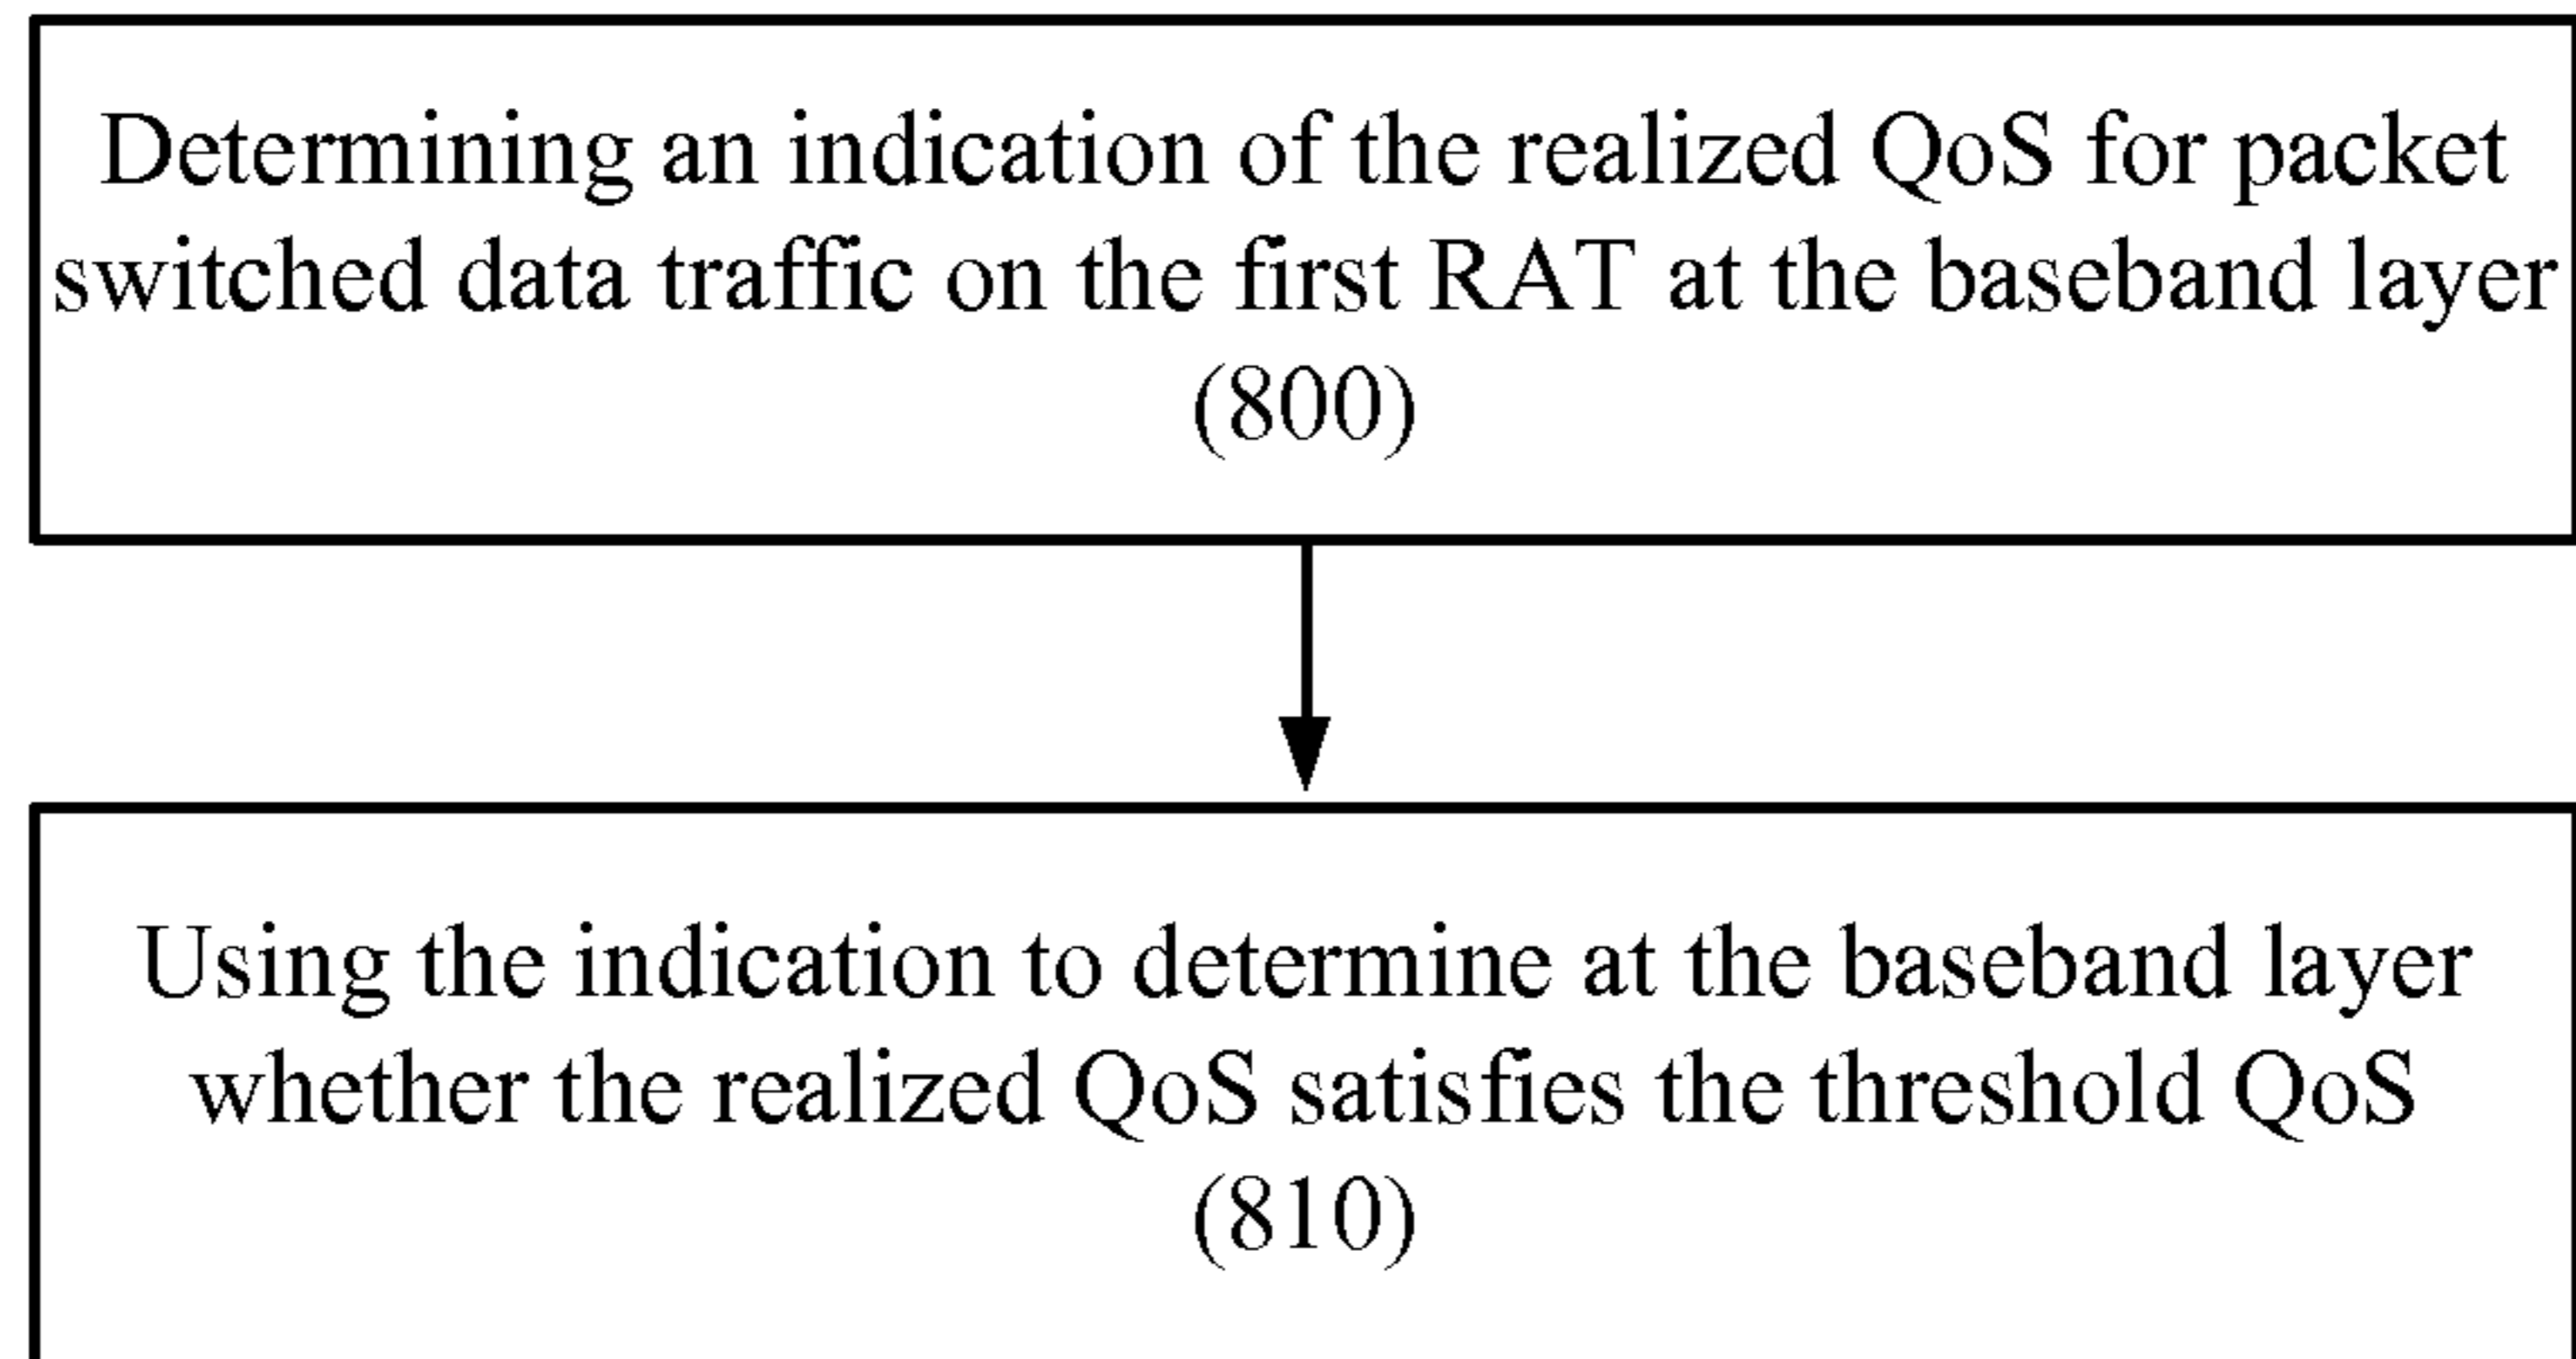 Determining an indication of the realized QoS for packet
switched data traffic on the first RAT at the baseband layer
(800)
Using the indication to determine at the baseband layer
whether the realized QoS satisfies the threshold QoS
(810)